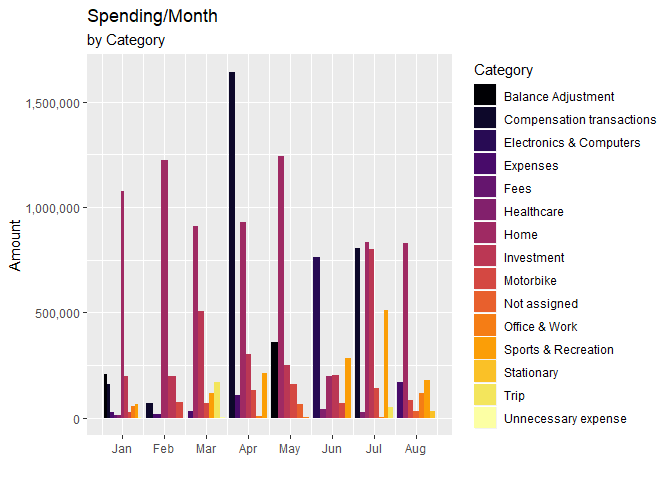 Spending/Month
by Category
Amount
1,500,000
1,000,000
500,000
0
Jan Feb Mar Apr May Jun Jul Aug
Category
Balance Adjustment
Compensation transactions
Electronics & Computers
Expenses
Fees
Healthcare
Home
Investment
Motorbike
Not assigned
Office & Work
Sports & Recreation
Stationary
Trip
Unnecessary expense